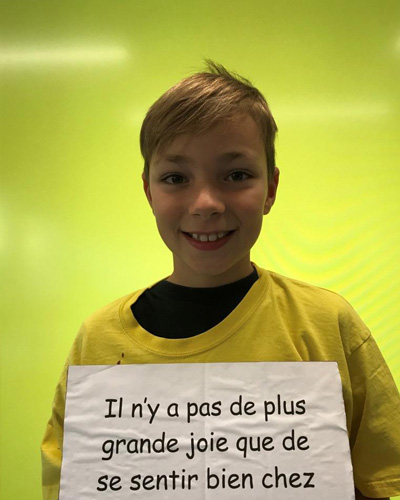 Il n'y a pas de plus
grande joie que de
se sentir bien chez